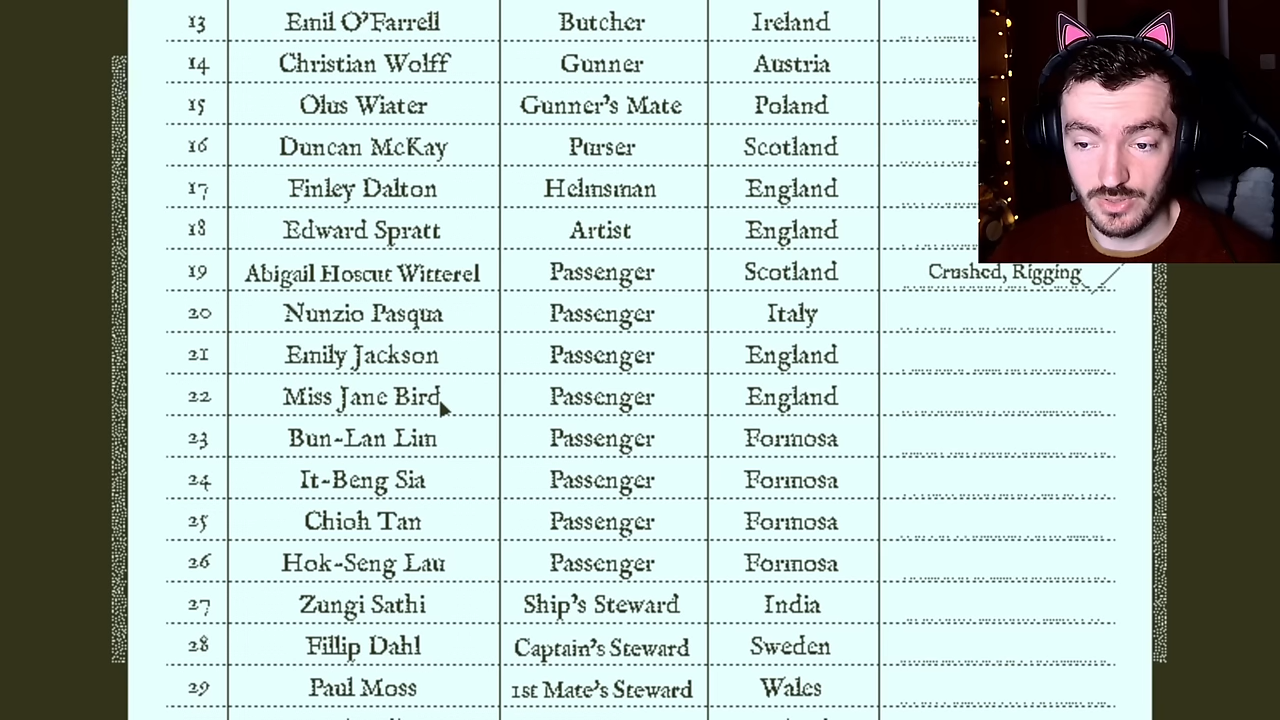 13 Emil O'Farrell Butcher Ireland
14 Christian Wolff Gunner Austria
15 Olus Wiater Gunner's Mate Poland
16 Duncan McKay Purser Scotland
17 Finley Dalton Helmsman England
18 Edward Spratt Artist England
19 Abigail Hoscut Witterel Passenger Scotland Crushed, Rigging
20 Nunzio Pasqua Passenger Italy
21 Emily Jackson Passenger England
22 Miss Jane Bird Passenger England
23 Bun-Lan Lim Passenger Formosa
24 It-Beng Sia Passenger Formosa
25 Chioh Tan Passenger Formosa
26 Hok-Seng Lau Passenger Formosa
27 Zungi Sathi Ship's Steward India
28 Fillip Dahl Captain's Steward Sweden
29 Paul Moss 1st Mate's Steward Wales